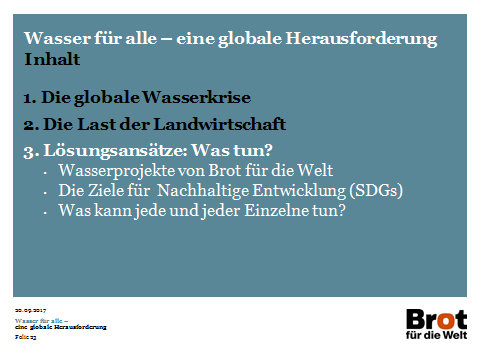 Wasser für alle – eine globale Herausforderung
Inhalt
1. Die globale Wasserkrise
2. Die Last der Landwirtschaft
3. Lösungsansätze: Was tun?
• Wasserprojekte von Brot für die Welt
• Die Ziele für Nachhaltige Entwicklung (SDGs)
• Was kann jede und jeder Einzelne tun?
20.09.2017
Wasser für alle –
eine globale Herausforderung
Folie 23
Brot
für die Welt